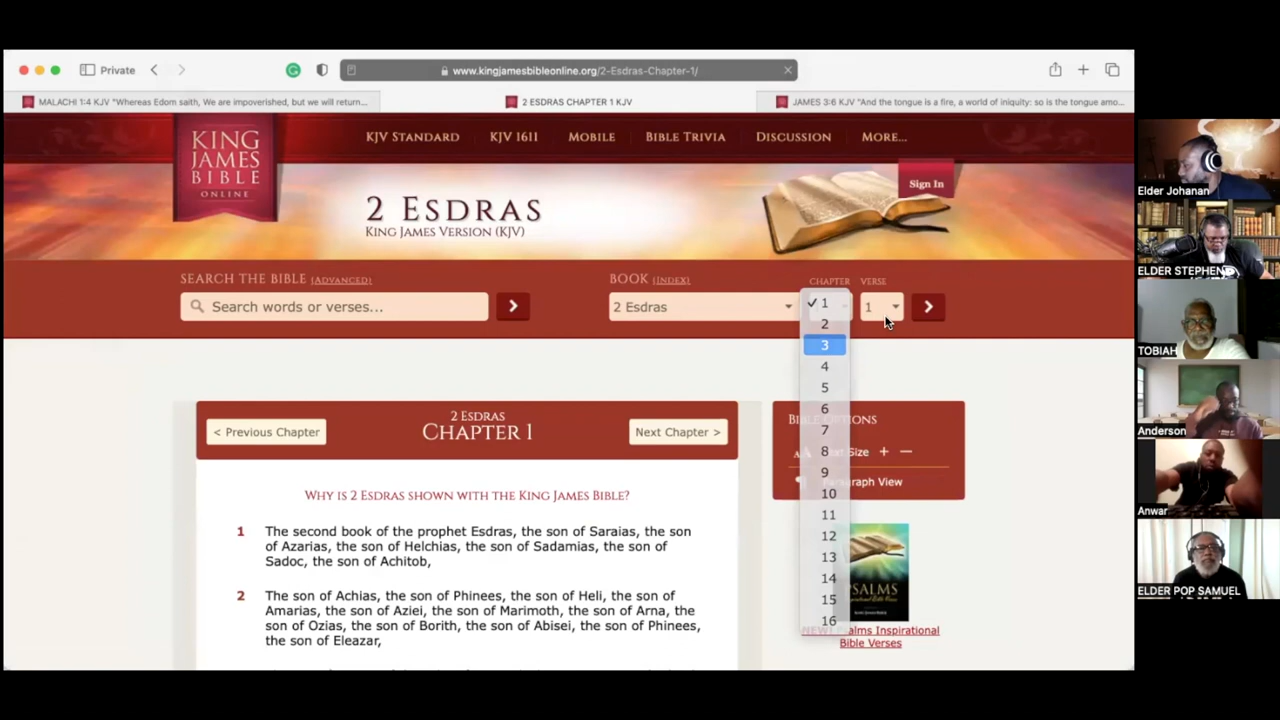 Private
www.kingjamesbibleonline.org/2-Esdras-Chapter-1/
MALACHI 1:4 KJV "Whereas Edom saith, We are impoverished, but we will return...
2 ESDRAS CHAPTER 1 KJV
JAMES 3:6 KJV "And the tongue is a fire, a world of iniquity: so is the tongue amo...
KING
JAMES
BIBLE
ONLINE
KJV STANDARD
KJV 1611
MOBILE
BIBLE TRIVIA
DISCUSSION
MORE...
Sign In
2 ESDRAS
KING JAMES VERSION (KJV)
SEARCH THE BIBLE (ADVANCED)
BOOK (INDEX)
CHAPTER
VERSE
Search words or verses...
2 Esdras
1
1
2
3
4
5
6
7
8
9
10
11
12
13
14
15
16
< Previous Chapter
2 ESDRAS
CHAPTER 1
Next Chapter >
BIBLE OPTIONS
Text Size + −
Paragraph View
WHY IS 2 ESDRAS SHOWN WITH THE KING JAMES BIBLE?
1 The second book of the prophet Esdras, the son of Saraias, the son
of Azarias, the son of Helchias, the son of Sadamias, the son of
Sadoc, the son of Achitob,
2 The son of Achias, the son of Phinees, the son of Heli, the son of
Amarias, the son of Aziei, the son of Marimoth, the son of Arna, the
son of Ozias, the son of Borith, the son of Abisei, the son of Phinees,
the son of Eleazar,
PSALMS
NEW! Psalms Inspirational
Bible Verses
Elder Johanan
ELDER STEPHEN
TOBIAH
Anderson
Anwar
ELDER POP SAMUEL